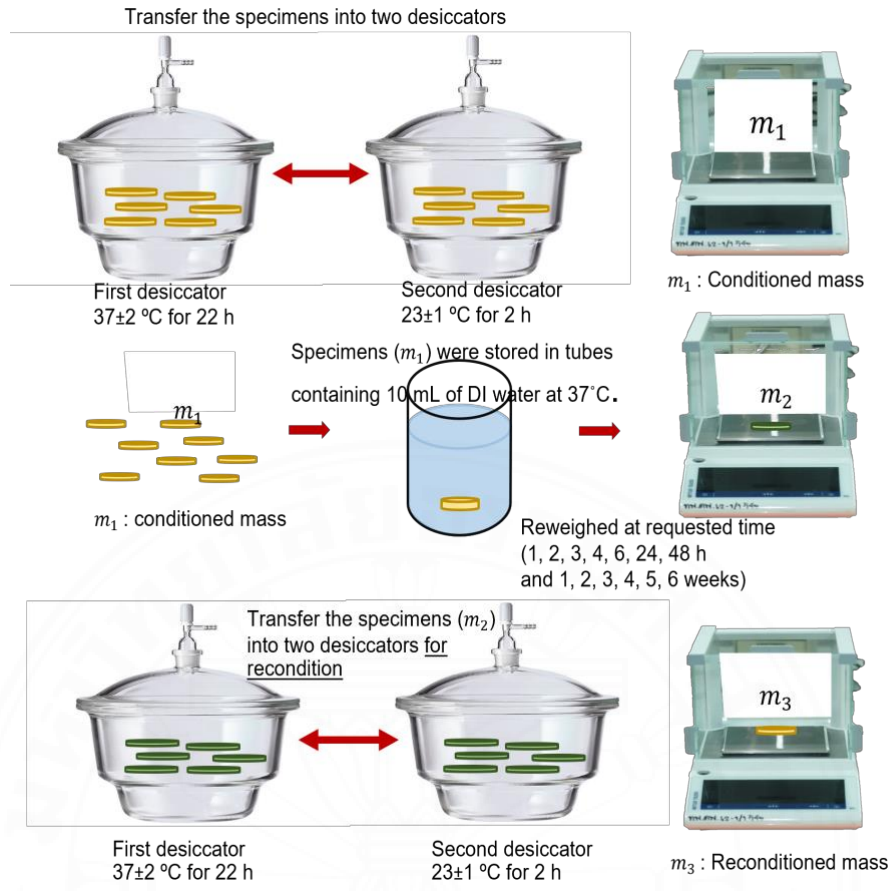 Transfer the specimens into two desiccators
m₁
First desiccator
37±2 ºC for 22 h
Second desiccator
23±1 ºC for 2 h
m₁ : Conditioned mass
Specimens (m₁) were stored in tubes
containing 10 mL of DI water at 37˚C.
m₁
m₂
m₁ : conditioned mass
Reweighed at requested time
(1, 2, 3, 4, 6, 24, 48 h
and 1, 2, 3, 4, 5, 6 weeks)
Transfer the specimens (m₂)
into two desiccators for
recondition
m₃
First desiccator
37±2 ºC for 22 h
Second desiccator
23±1 ºC for 2 h
m₃ : Reconditioned mass